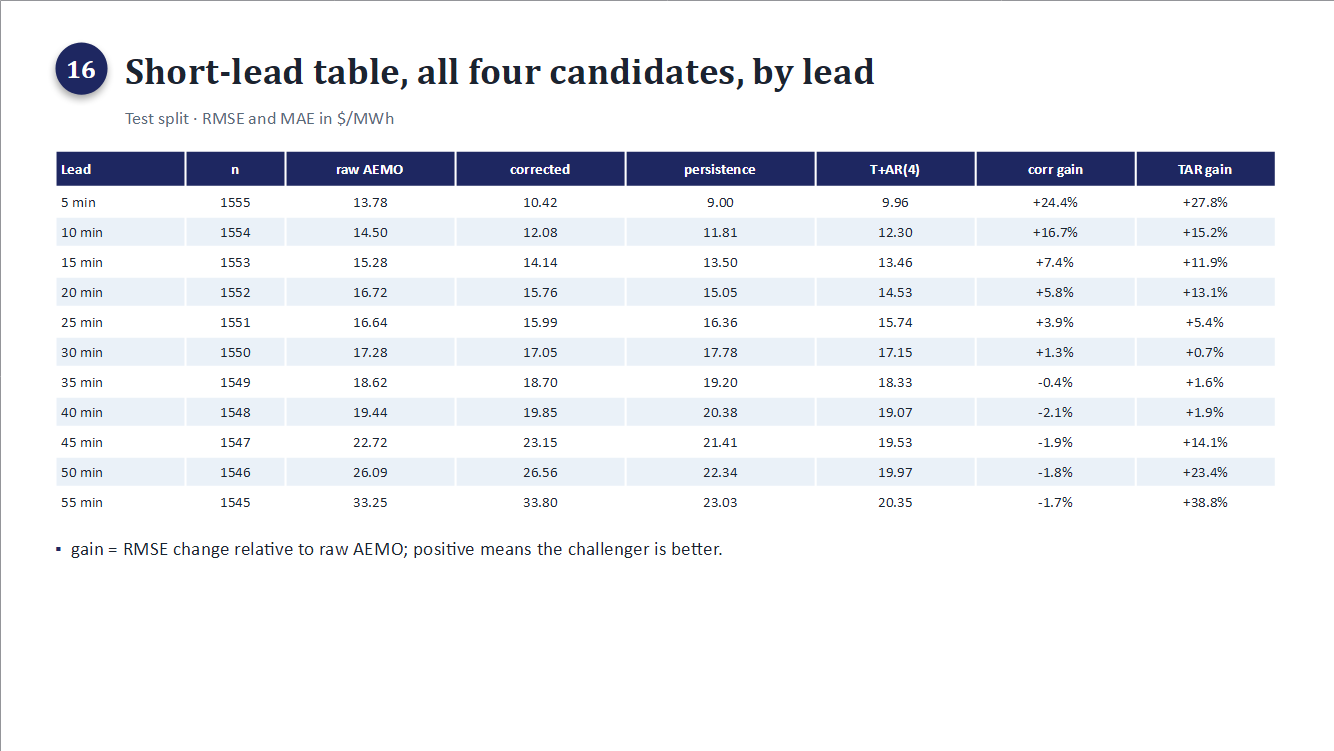 16
Short-lead table, all four candidates, by lead
Test split · RMSE and MAE in $/MWh
Lead n raw AEMO corrected persistence T+AR(4) corr gain TAR gain
5 min 1555 13.78 10.42 9.00 9.96 +24.4% +27.8%
10 min 1554 14.50 12.08 11.81 12.30 +16.7% +15.2%
15 min 1553 15.28 14.14 13.50 13.46 +7.4% +11.9%
20 min 1552 16.72 15.76 15.05 14.53 +5.8% +13.1%
25 min 1551 16.64 15.99 16.36 15.74 +3.9% +5.4%
30 min 1550 17.28 17.05 17.78 17.15 +1.3% +0.7%
35 min 1549 18.62 18.70 19.20 18.33 -0.4% +1.6%
40 min 1548 19.44 19.85 20.38 19.07 -2.1% +1.9%
45 min 1547 22.72 23.15 21.41 19.53 -1.9% +14.1%
50 min 1546 26.09 26.56 22.34 19.97 -1.8% +23.4%
55 min 1545 33.25 33.80 23.03 20.35 -1.7% +38.8%
▪ gain = RMSE change relative to raw AEMO; positive means the challenger is better.